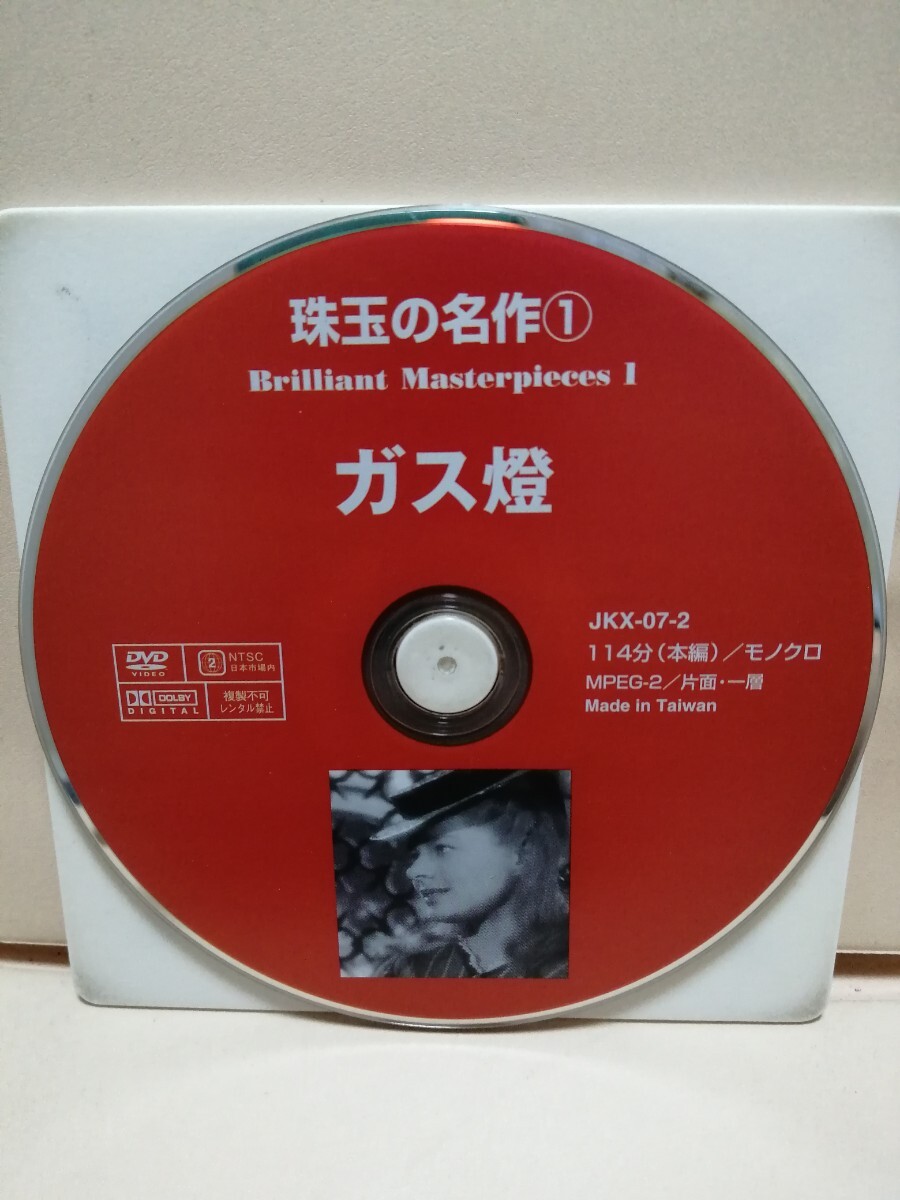 珠玉の名作①
Brilliant Masterpieces 1
ガス燈
JKX-07-2
114分(本編)/モノクロ
MPEG-2/片面・一層
Made in Taiwan
DVD
VIDEO
2
NTSC
日本市場内
DOLBY
DIGITAL
複製不可
レンタル禁止